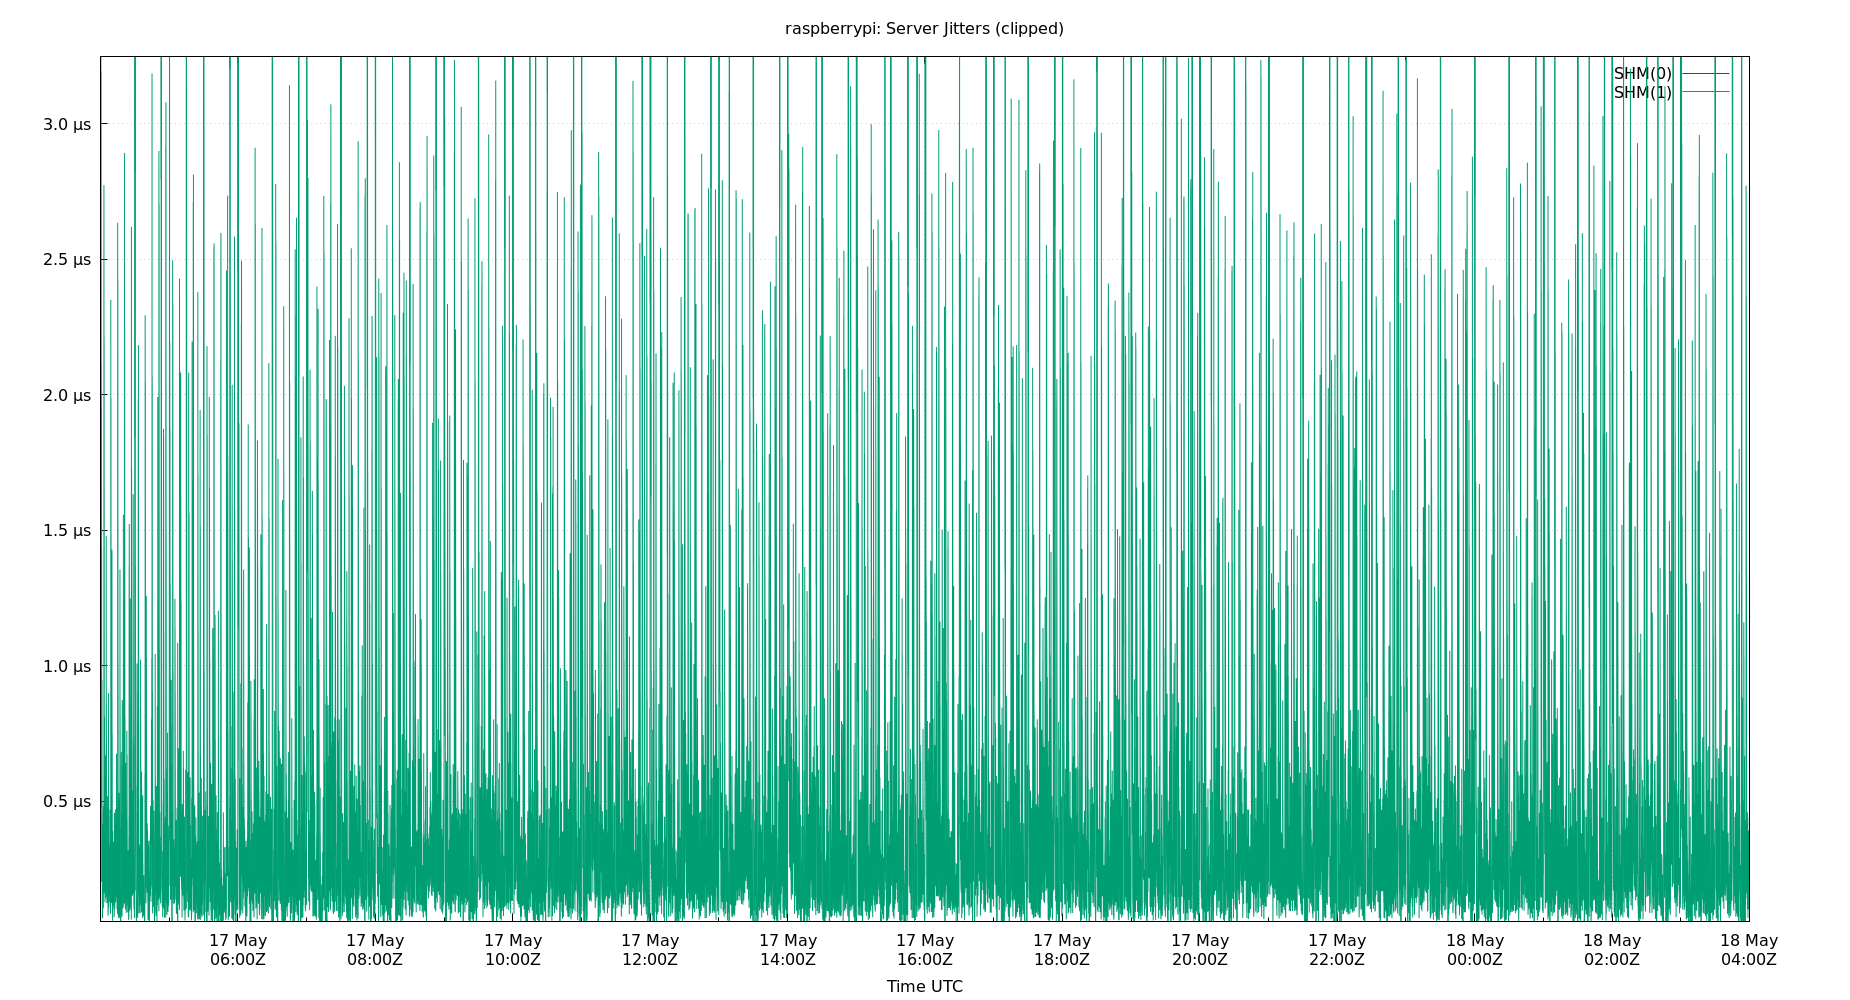 raspberrypi: Server Jitters (clipped)
SHM(0)
SHM(1)
3.0 µs
2.5 µs
2.0 µs
1.5 µs
1.0 µs
0.5 µs
17 May 17 May 17 May 17 May 17 May 17 May 17 May 17 May 17 May 18 May 18 May 18 May
06:00Z 08:00Z 10:00Z 12:00Z 14:00Z 16:00Z 18:00Z 20:00Z 22:00Z 00:00Z 02:00Z 04:00Z
Time UTC